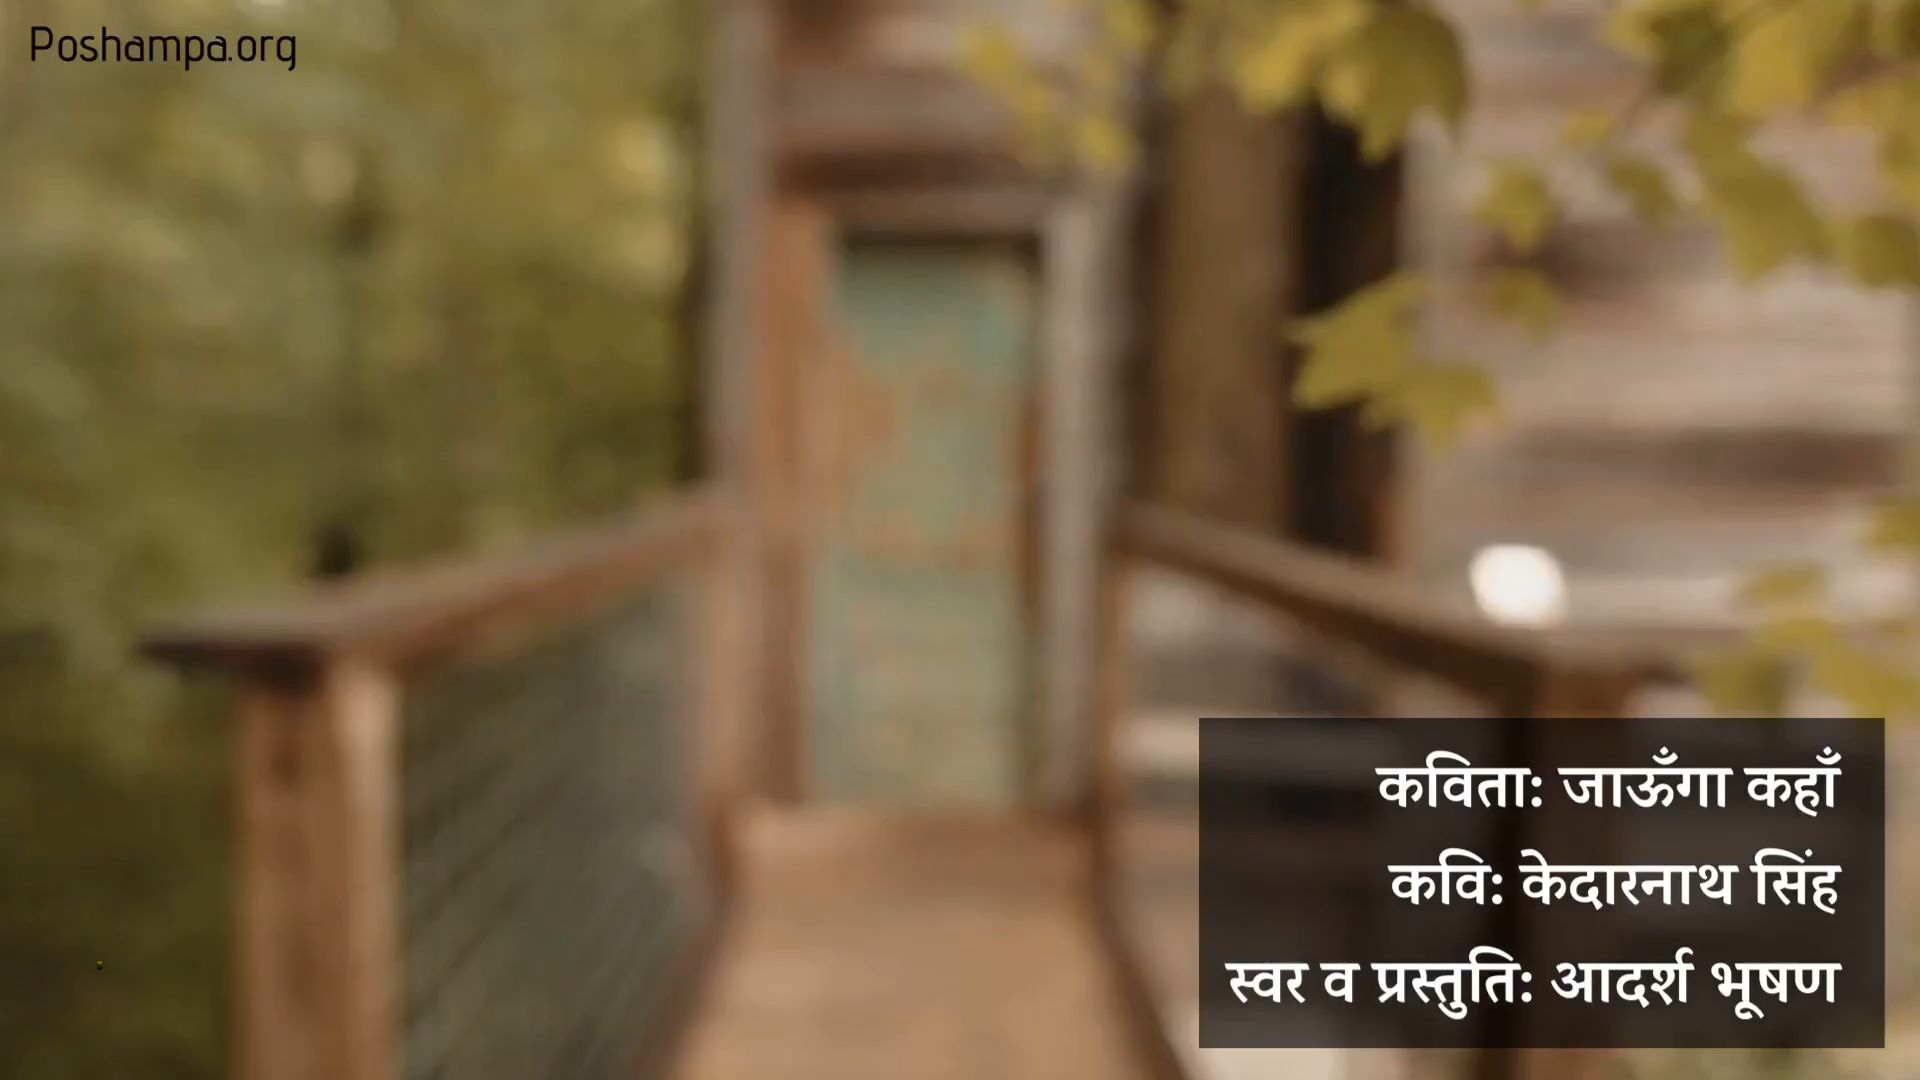 Poshampa.org
कविता: जाऊँगा कहाँ
कवि: केदारनाथ सिंह
स्वर व प्रस्तुति: आदर्श भूषण